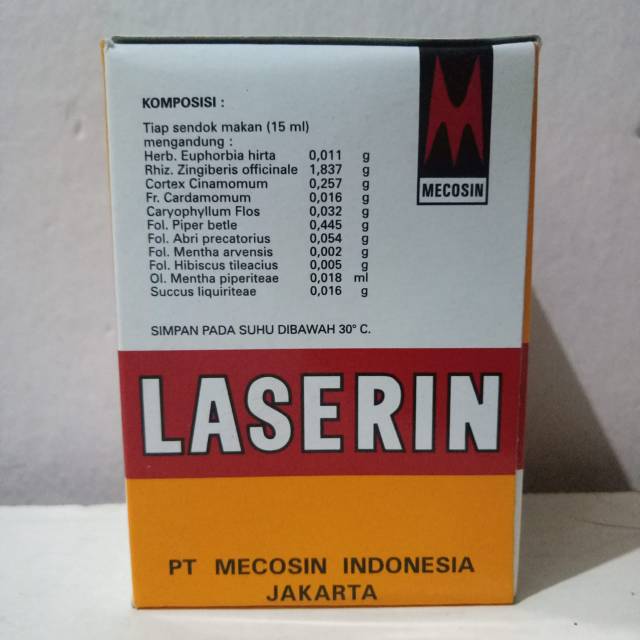 KOMPOSISI :
Tiap sendok makan (15 ml)
mengandung :
Herb. Euphorbia hirta 0,011 g
Rhiz. Zingiberis officinale 1,837 g
Cortex Cinamomum 0,257 g
Fr. Cardamomum 0,016 g
Caryophyllum Flos 0,032 g
Fol. Piper betle 0,445 g
Fol. Abri precatorius 0,054 g
Fol. Mentha arvensis 0,002 g
Fol. Hibiscus tileacius 0,005 g
Ol. Mentha piperiteae 0,018 ml
Succus liquiriteae 0,016 g
SIMPAN PADA SUHU DIBAWAH 30° C.
MECOSIN
LASERIN
PT MECOSIN INDONESIA
JAKARTA